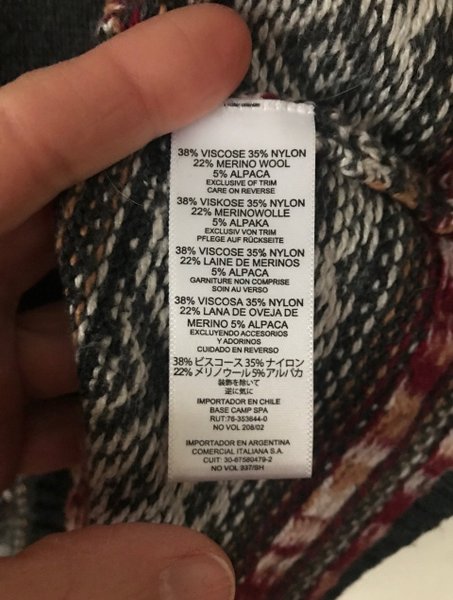 38% VISCOSE 35% NYLON
22% MERINO WOOL
5% ALPACA
EXCLUSIVE OF TRIM
CARE ON REVERSE
38% VISKOSE 35% NYLON
22% MERINOWOLLE
5% ALPAKA
EXCLUSIV VON TRIM
PFLEGE AUF RÜCKSEITE
38% VISCOSE 35% NYLON
22% LAINE DE MERINOS
5% ALPACA
GARNITURE NON COMPRISE
SOIN AU VERSO
38% VISCOSA 35% NYLON
22% LANA DE OVEJA DE
MERINO 5% ALPACA
EXCLUYENDO ACCESORIOS
Y ADORINOS
CUIDADO EN REVERSO
38% ビスコース 35% ナイロン
22% メリノウール 5% アルパカ
装飾を除いて
逆に気に
IMPORTADOR EN CHILE
BASE CAMP SPA
RUT:76-353644-0
NO VOL 208/02
IMPORTADOR EN ARGENTINA
COMERCIAL ITALIANA S.A.
CUIT: 30-67580479-2
NO VOL 937/SH